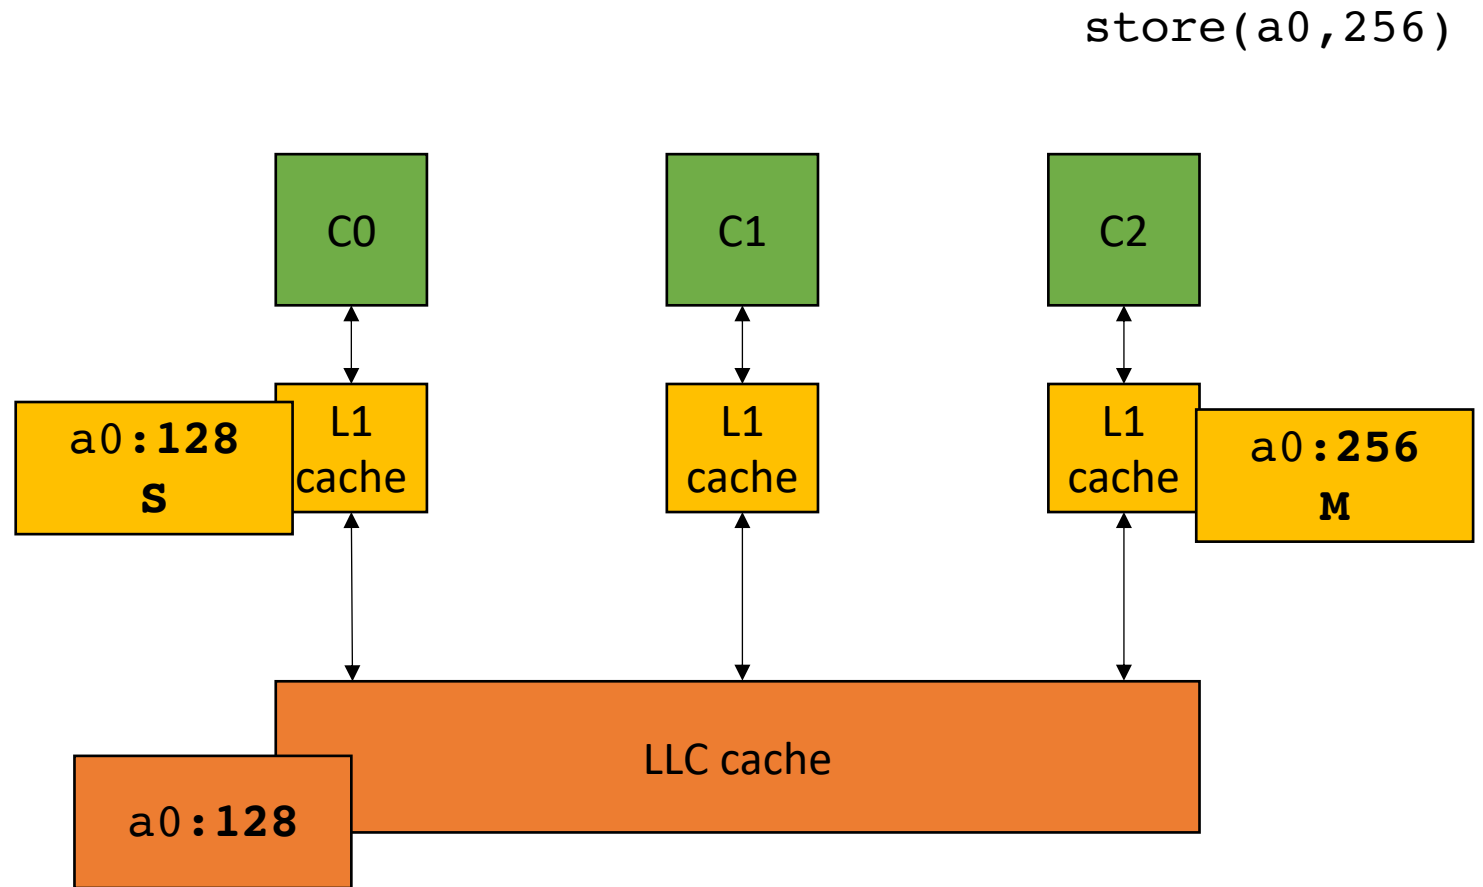 store(a0,256)
C0
C1
C2
a0:128
S
L1
cache
L1
cache
L1
cache
a0:256
M
LLC cache
a0:128